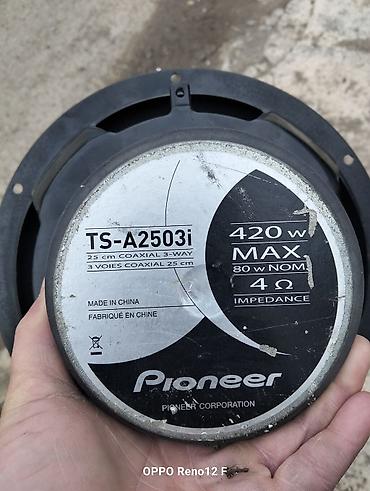 TS-A2503i
25 cm COAXIAL 3-WAY
3 VOIES COAXIAL 25 cm
420 w
MAX.
80 w NOM.
4 Ω
IMPEDANCE
MADE IN CHINA
FABRIQUÉ EN CHINE
Pioneer
PIONEER CORPORATION
OPPO Reno12 F